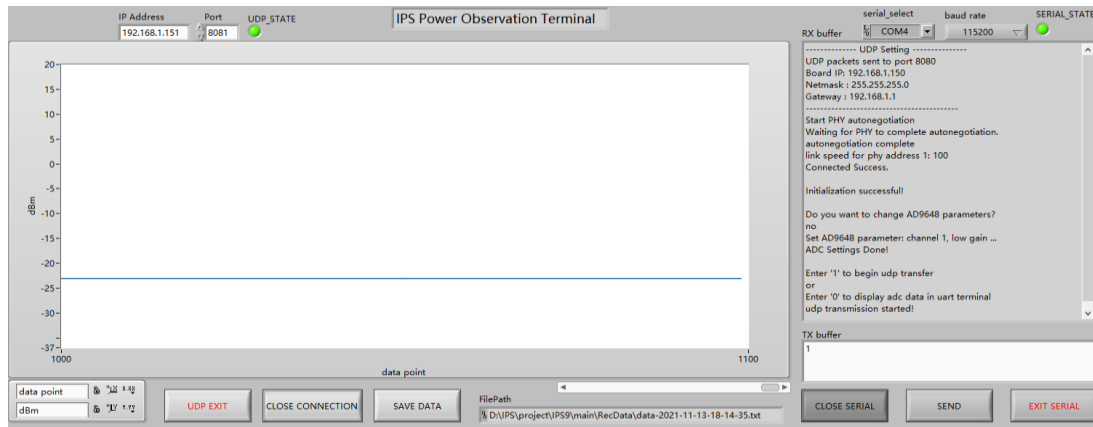 IP Address
Port
UDP_STATE
192.168.1.151
8081
IPS Power Observation Terminal
serial_select
baud rate
SERIAL_STATE
RX buffer
COM4
115200
-------------- UDP Setting ---------------
UDP packets sent to port 8080
Board IP: 192.168.1.150
Netmask : 255.255.255.0
Gateway : 192.168.1.1
------------------------------------------
Start PHY autonegotiation
Waiting for PHY to complete autonegotiation.
autonegotiation complete
link speed for phy address 1: 100
Connected Success.
Initialization successful!
Do you want to change AD9648 parameters?
no
Set AD9648 parameter: channel 1, low gain ...
ADC Settings Done!
Enter '1' to begin udp transfer
or
Enter '0' to display adc data in uart terminal
udp transmission started!
20
15
10
5
0
-5
-10
-15
-20
-25
-30
-37
dBm
1000
1100
data point
TX buffer
1
data point
dBm
UDP EXIT
CLOSE CONNECTION
SAVE DATA
FilePath
D:\IPS\project\IPS9\main\RecData\data-2021-11-13-18-14-35.txt
CLOSE SERIAL
SEND
EXIT SERIAL